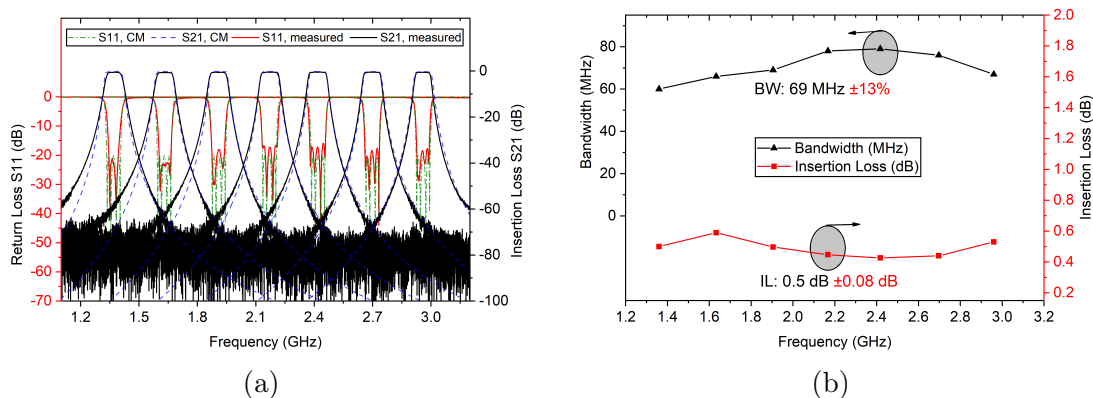 S11, CM S21, CM S11, measured S21, measured
0
-10
-20
-30
-40
-50
-60
-70
Return Loss S11 (dB)
0
-20
-40
-60
-80
-100
Insertion Loss S21 (dB)
1.2 1.5 1.8 2.1 2.4 2.7 3.0
Frequency (GHz)
(a)
80
60
40
20
0
Bandwidth (MHz)
BW: 69 MHz ±13%
Bandwidth (MHz)
Insertion Loss (dB)
IL: 0.5 dB ±0.08 dB
2.0
1.8
1.6
1.4
1.2
1.0
0.8
0.6
0.4
0.2
Insertion Loss (dB)
1.2 1.4 1.6 1.8 2.0 2.2 2.4 2.6 2.8 3.0 3.2
Frequency (GHz)
(b)